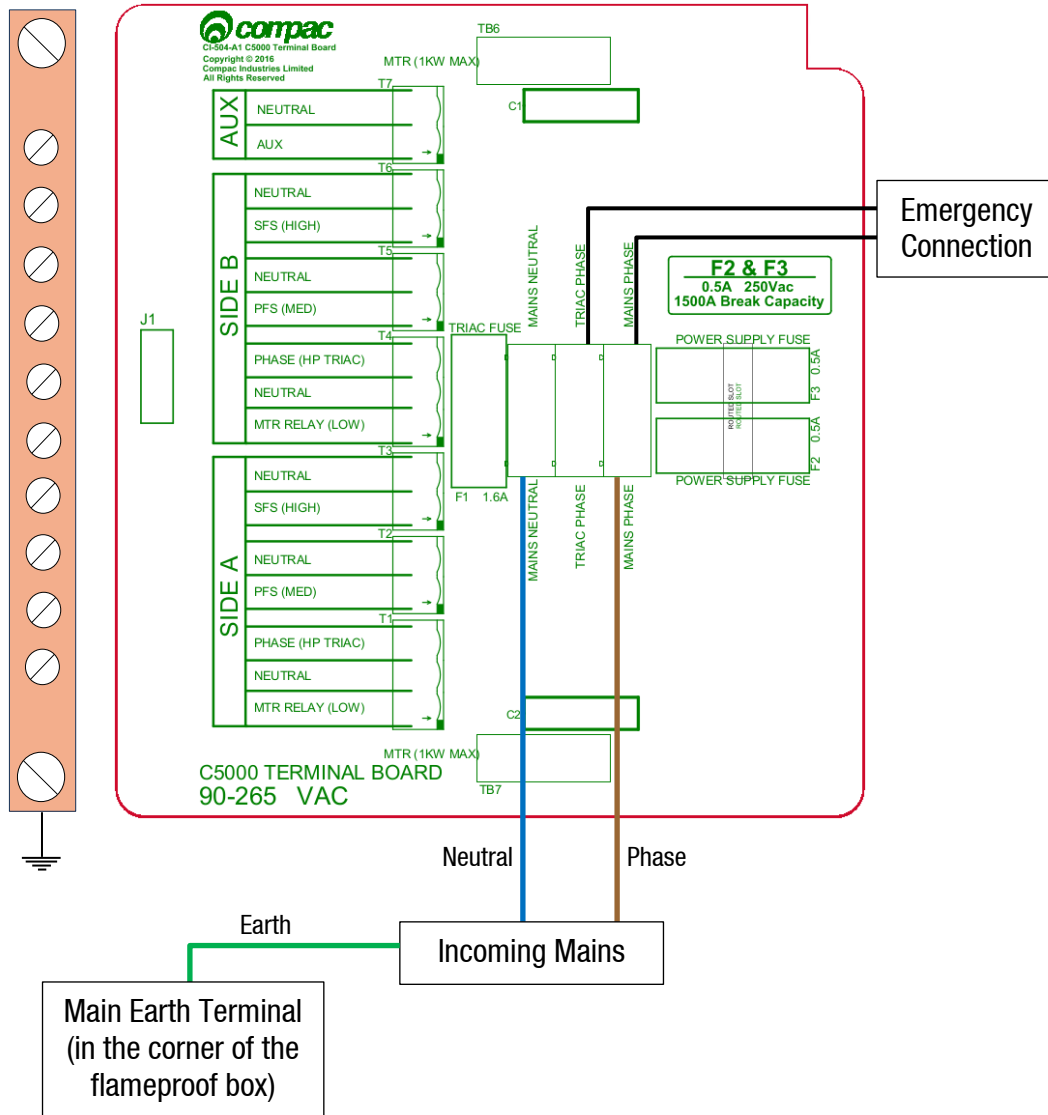 compac
CI-504-A1 C5000 Terminal Board
Copyright © 2016
Compac Industries Limited
All Rights Reserved
TB6
MTR (1KW MAX)
C1
T7
AUX
NEUTRAL
AUX
T6
SIDE B
NEUTRAL
SFS (HIGH)
T5
NEUTRAL
PFS (MED)
T4
PHASE (HP TRIAC)
NEUTRAL
MTR RELAY (LOW)
J1
T3
SIDE A
NEUTRAL
SFS (HIGH)
T2
NEUTRAL
PFS (MED)
T1
PHASE (HP TRIAC)
NEUTRAL
MTR RELAY (LOW)
TRIAC FUSE
F1 1.6A
MAINS NEUTRAL
TRIAC PHASE
MAINS PHASE
MAINS NEUTRAL
TRIAC PHASE
MAINS PHASE
Emergency
Connection
F2 & F3
0.5A 250Vac
1500A Break Capacity
POWER SUPPLY FUSE
F3 0.5A
ROUTED SLOT
ROUTED SLOT
F2 0.5A
POWER SUPPLY FUSE
C2
MTR (1KW MAX)
TB7
C5000 TERMINAL BOARD
90-265 VAC
Neutral
Phase
Earth
Incoming Mains
Main Earth Terminal
(in the corner of the
flameproof box)